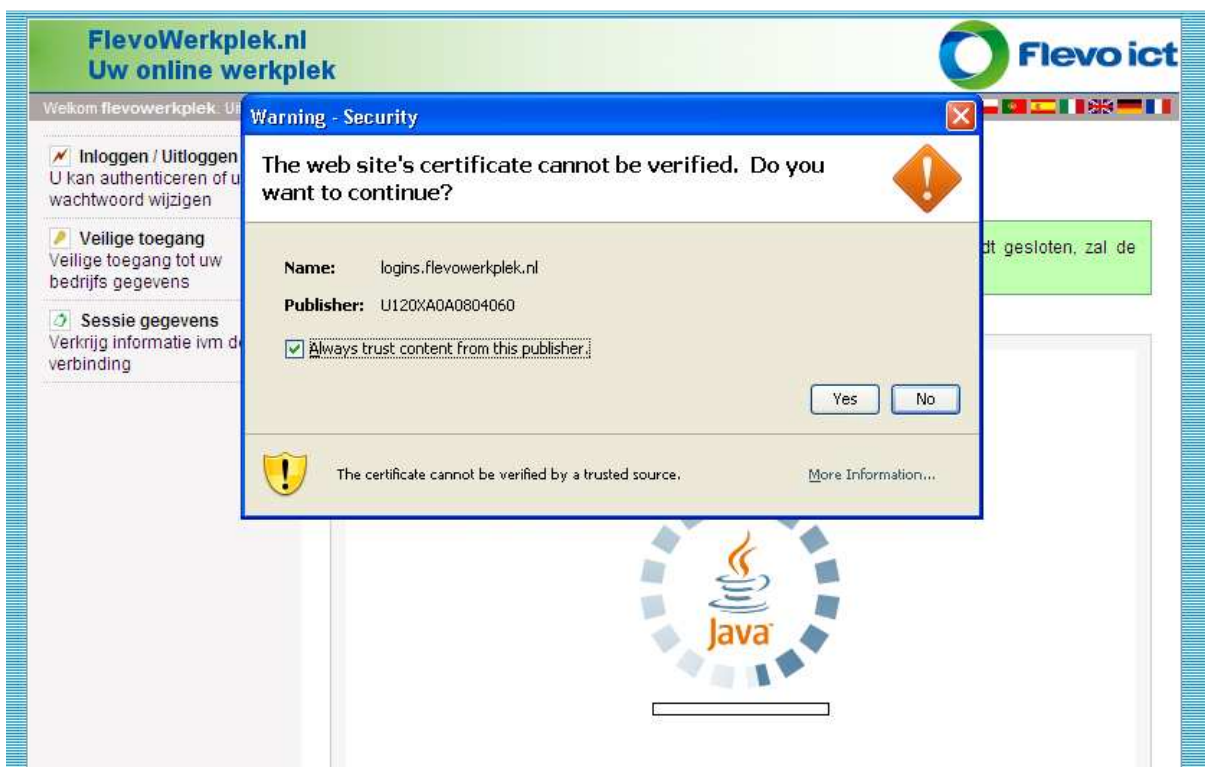 FlevoWerkplek.nl
Uw online werkplek
Flevo ict
Welkom flevowerkplek.
Warning - Security
The web site's certificate cannot be verified. Do you
want to continue?
Name: logins.flevowerkplek.nl
Publisher: U120XA0A0804060
Always trust content from this publisher.
Yes No
The certificate cannot be verified by a trusted source. More Information...
Inloggen / Uitloggen
U kan authenticeren of u
wachtwoord wijzigen
Veilige toegang
Veilige toegang tot uw
bedrijfs gegevens
Sessie gegevens
Verkrijg informatie ivm de
verbinding
dt gesloten, zal de
Java